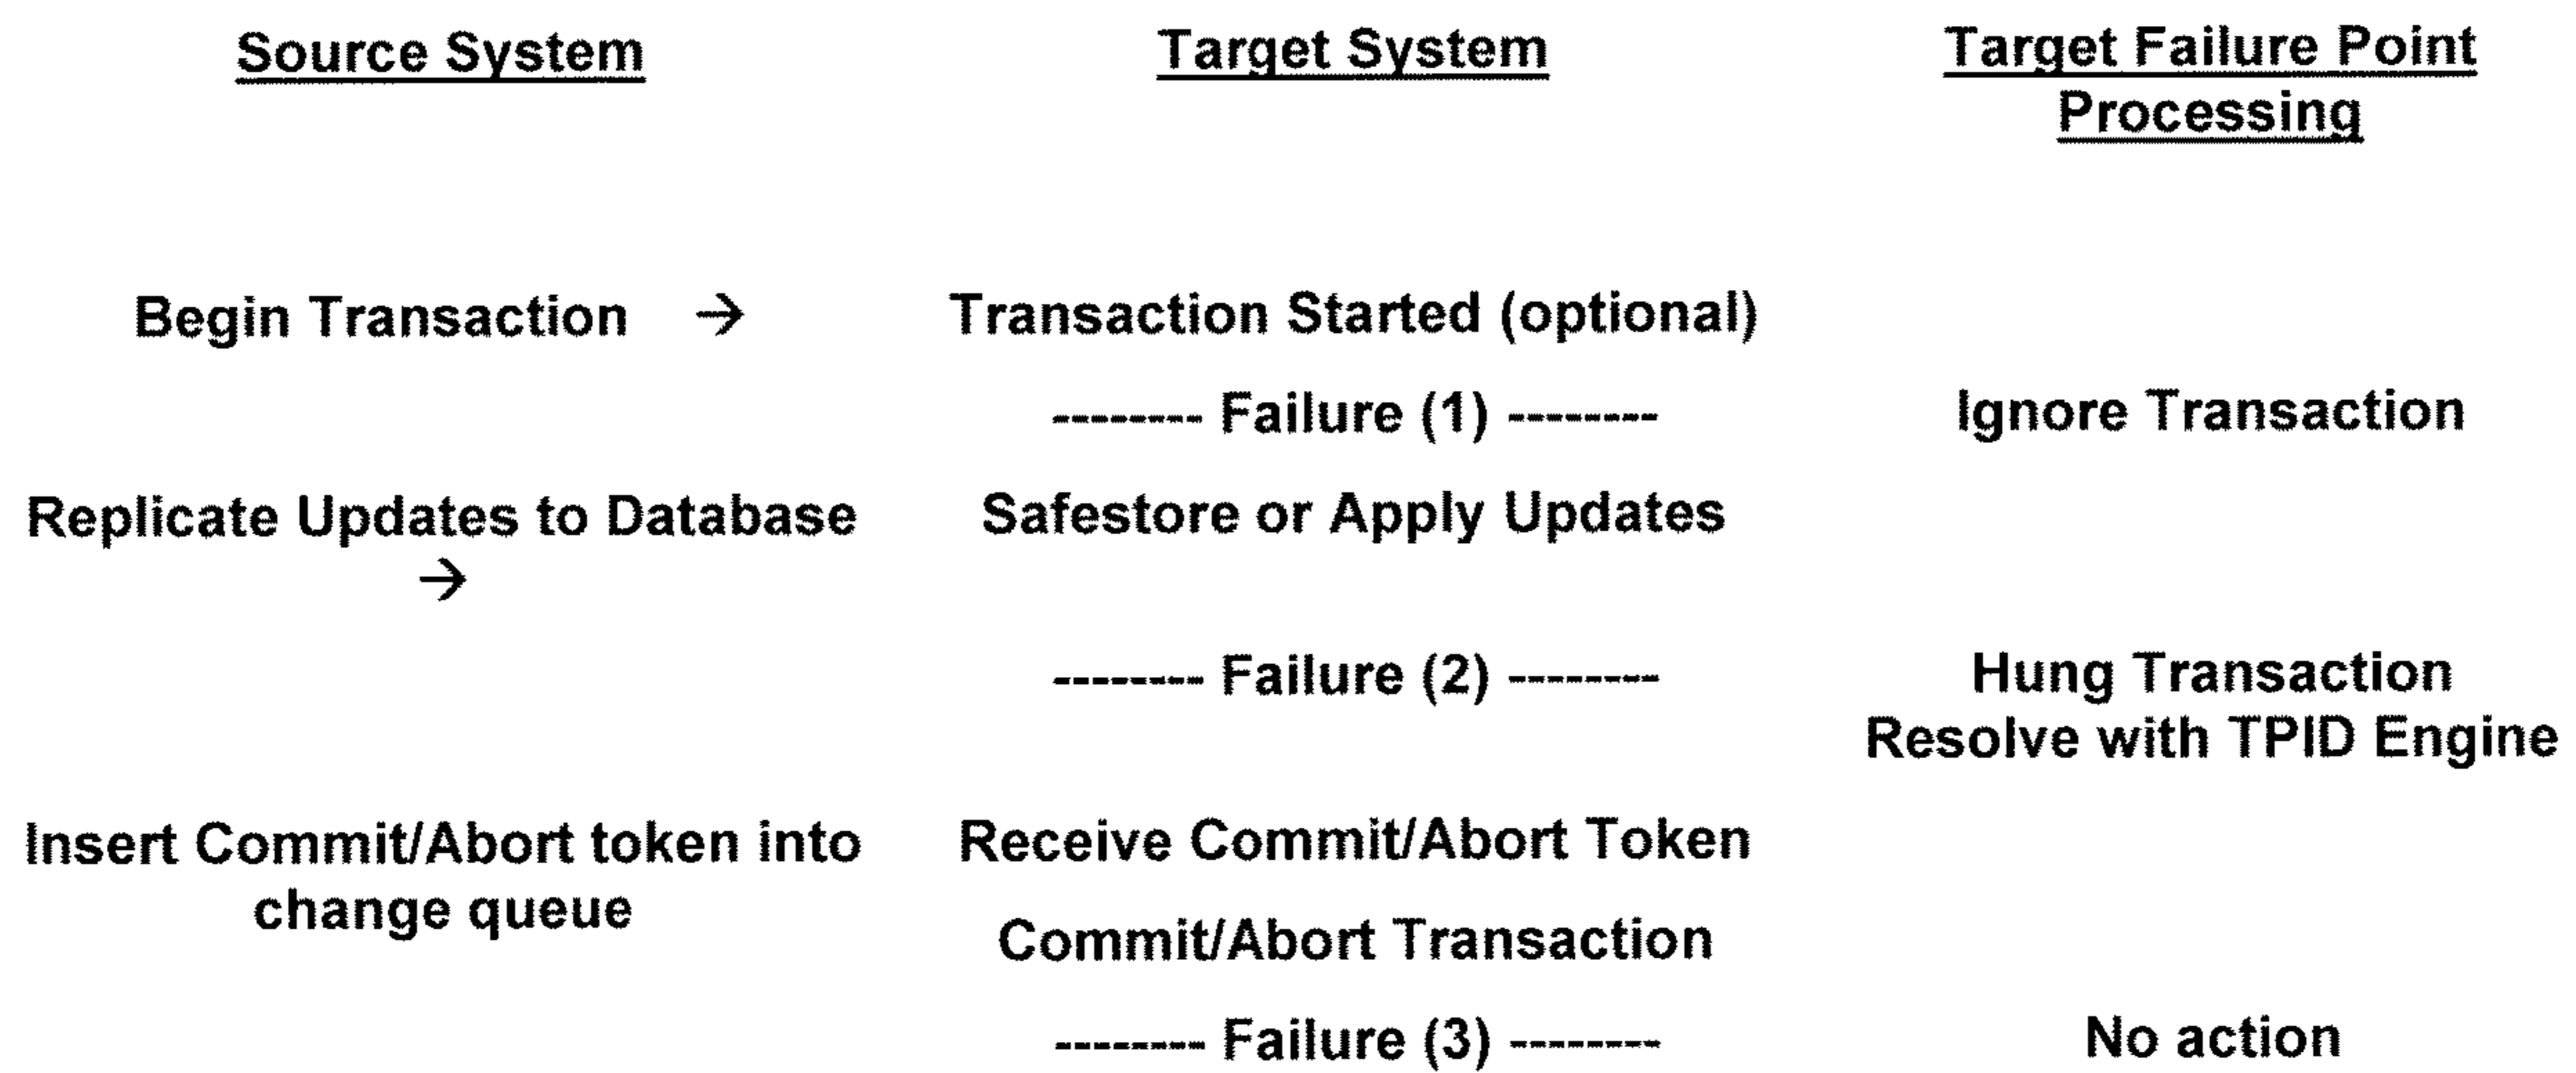 Source System
Target System
Target Failure Point
Processing
Begin Transaction →
Transaction Started (optional)
-------- Failure (1) --------
Ignore Transaction
Replicate Updates to Database
→
Safestore or Apply Updates
-------- Failure (2) --------
Hung Transaction
Resolve with TPID Engine
Insert Commit/Abort token into
change queue
Receive Commit/Abort Token
Commit/Abort Transaction
-------- Failure (3) --------
No action